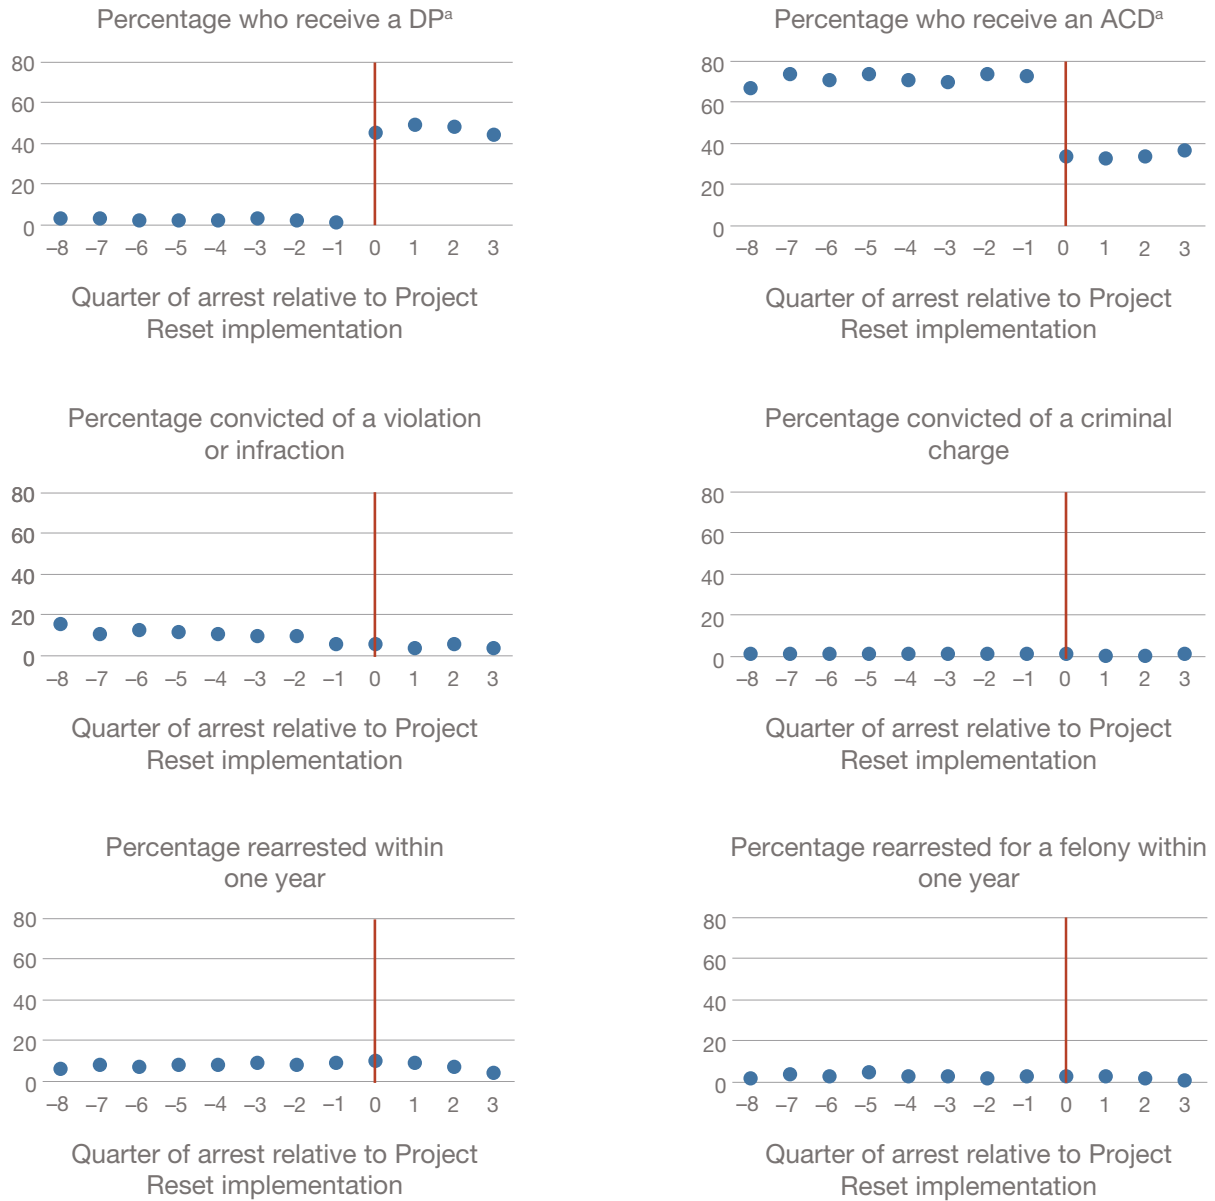 Percentage who receive a DPᵃ
80
60
40
20
0
–8 –7 –6 –5 –4 –3 –2 –1 0 1 2 3
Quarter of arrest relative to Project
Reset implementation
Percentage who receive an ACDᵃ
80
60
40
20
0
–8 –7 –6 –5 –4 –3 –2 –1 0 1 2 3
Quarter of arrest relative to Project
Reset implementation
Percentage convicted of a violation
or infraction
80
60
40
20
0
–8 –7 –6 –5 –4 –3 –2 –1 0 1 2 3
Quarter of arrest relative to Project
Reset implementation
Percentage convicted of a criminal
charge
80
60
40
20
0
–8 –7 –6 –5 –4 –3 –2 –1 0 1 2 3
Quarter of arrest relative to Project
Reset implementation
Percentage rearrested within
one year
80
60
40
20
0
–8 –7 –6 –5 –4 –3 –2 –1 0 1 2 3
Quarter of arrest relative to Project
Reset implementation
Percentage rearrested for a felony within
one year
80
60
40
20
0
–8 –7 –6 –5 –4 –3 –2 –1 0 1 2 3
Quarter of arrest relative to Project
Reset implementation